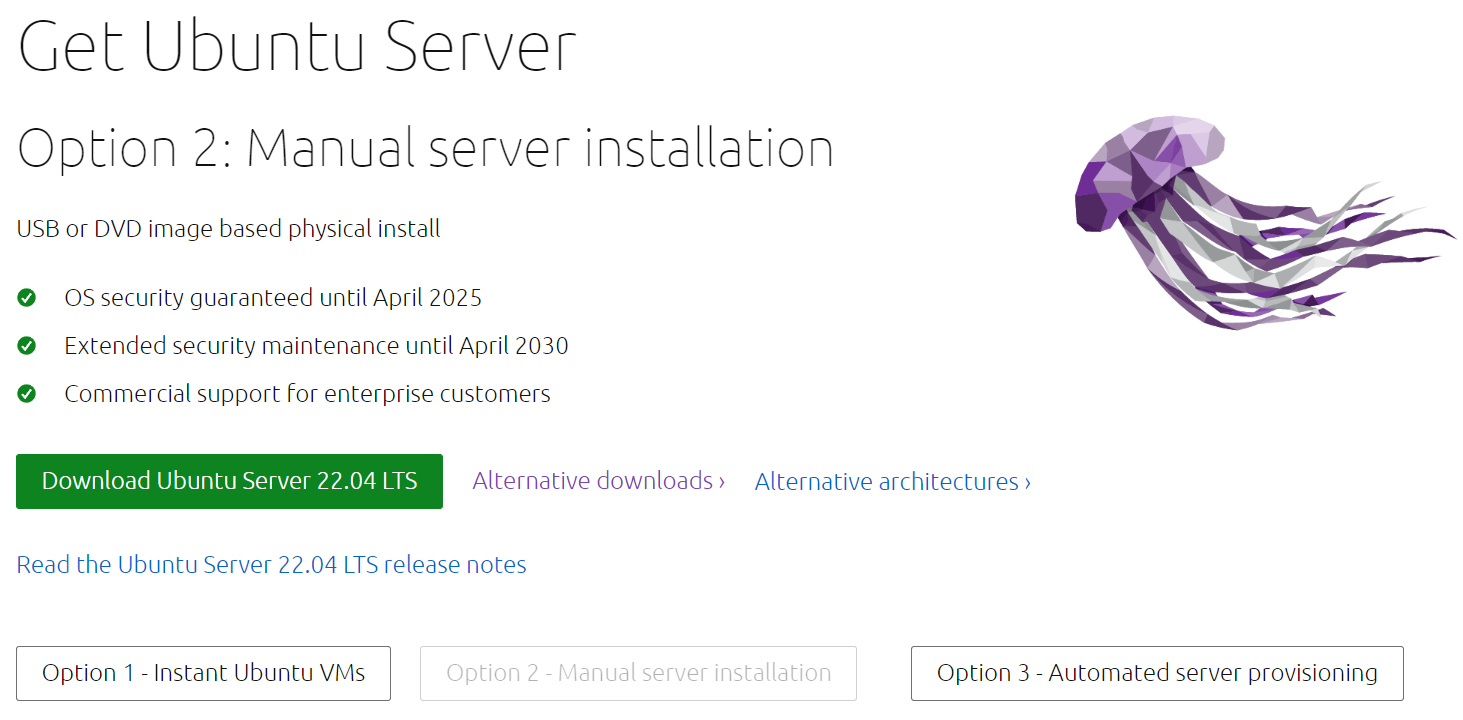 Get Ubuntu Server
Option 2: Manual server installation
USB or DVD image based physical install
OS security guaranteed until April 2025
Extended security maintenance until April 2030
Commercial support for enterprise customers
Download Ubuntu Server 22.04 LTS
Alternative downloads ›
Alternative architectures ›
Read the Ubuntu Server 22.04 LTS release notes
Option 1 - Instant Ubuntu VMs
Option 2 - Manual server installation
Option 3 - Automated server provisioning